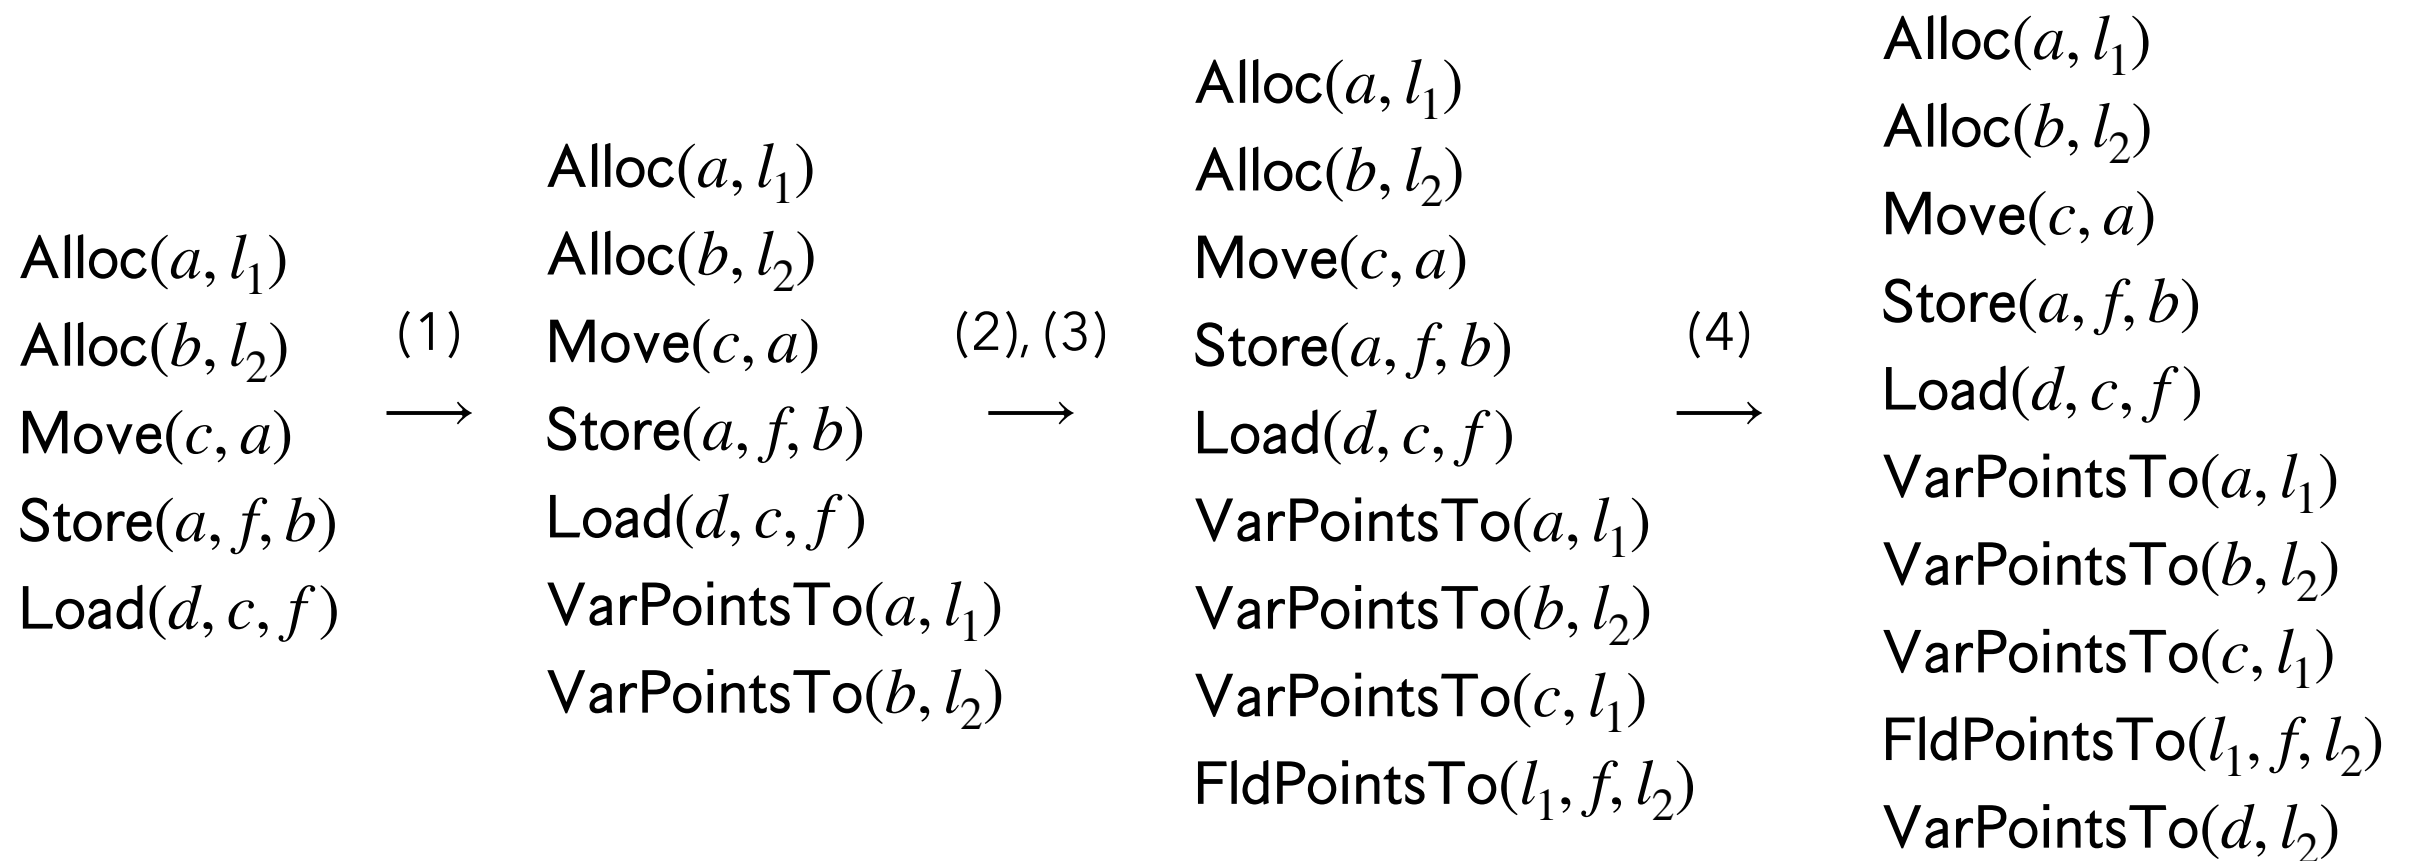 Alloc(a, l₁)
Alloc(b, l₂)
Move(c, a)
Store(a, f, b)
Load(d, c, f)
(1)
⟶
Alloc(a, l₁)
Alloc(b, l₂)
Move(c, a)
Store(a, f, b)
Load(d, c, f)
VarPointsTo(a, l₁)
VarPointsTo(b, l₂)
(2), (3)
⟶
Alloc(a, l₁)
Alloc(b, l₂)
Move(c, a)
Store(a, f, b)
Load(d, c, f)
VarPointsTo(a, l₁)
VarPointsTo(b, l₂)
VarPointsTo(c, l₁)
FldPointsTo(l₁, f, l₂)
(4)
⟶
Alloc(a, l₁)
Alloc(b, l₂)
Move(c, a)
Store(a, f, b)
Load(d, c, f)
VarPointsTo(a, l₁)
VarPointsTo(b, l₂)
VarPointsTo(c, l₁)
FldPointsTo(l₁, f, l₂)
VarPointsTo(d, l₂)